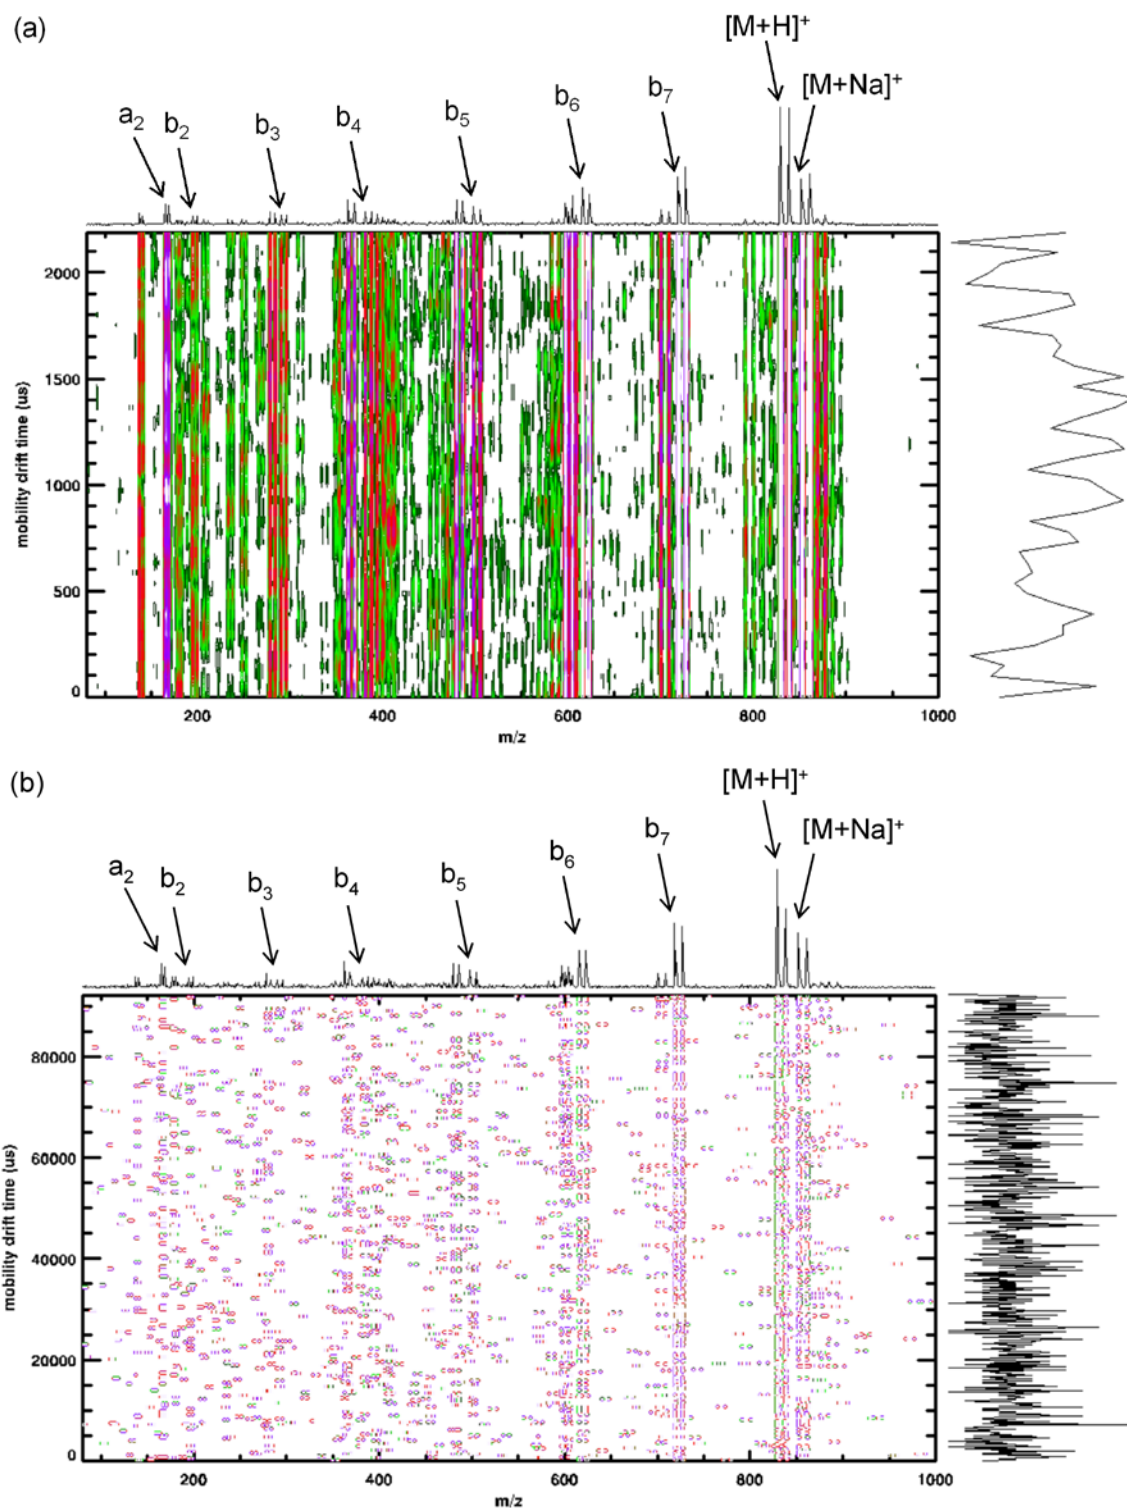 (a)
[M+H]⁺
[M+Na]⁺
a₂ b₂ b₃ b₄ b₅ b₆ b₇
2000
1500
1000
500
0
mobility drift time (us)
200 400 600 800 1000
m/z
(b)
[M+H]⁺
[M+Na]⁺
a₂ b₂ b₃ b₄ b₅ b₆ b₇
80000
60000
40000
20000
0
mobility drift time (us)
200 400 600 800 1000
m/z